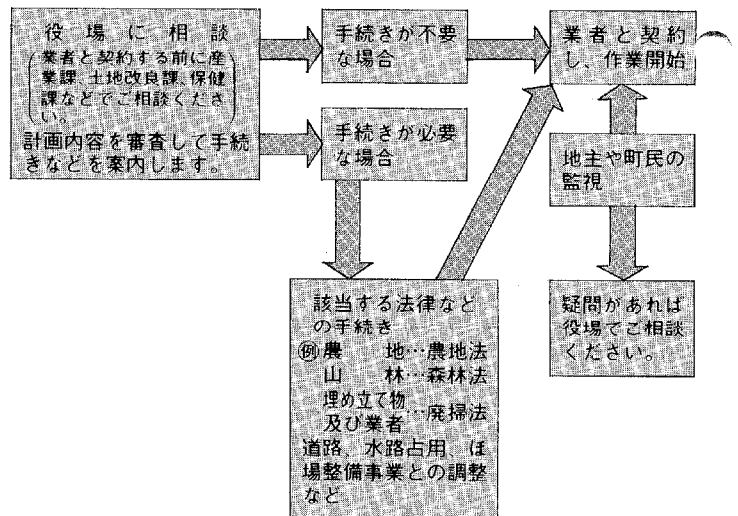 役場に相談
(業者と契約する前に産
業課、土地改良課、保健
課などでご相談くださ
い。)
計画内容を審査して手続
きなどを案内します。
手続きが不要
な場合
業者と契約
し、作業開始
手続きが必要
な場合
地主や町民の
監視
該当する法律など
の手続き
例農　　地…農地法
山　　林…森林法
埋め立て物
及び業者…廃掃法
道路、水路占用、ほ
場整備事業との調整
など
疑問があれば
役場でご相談
ください。